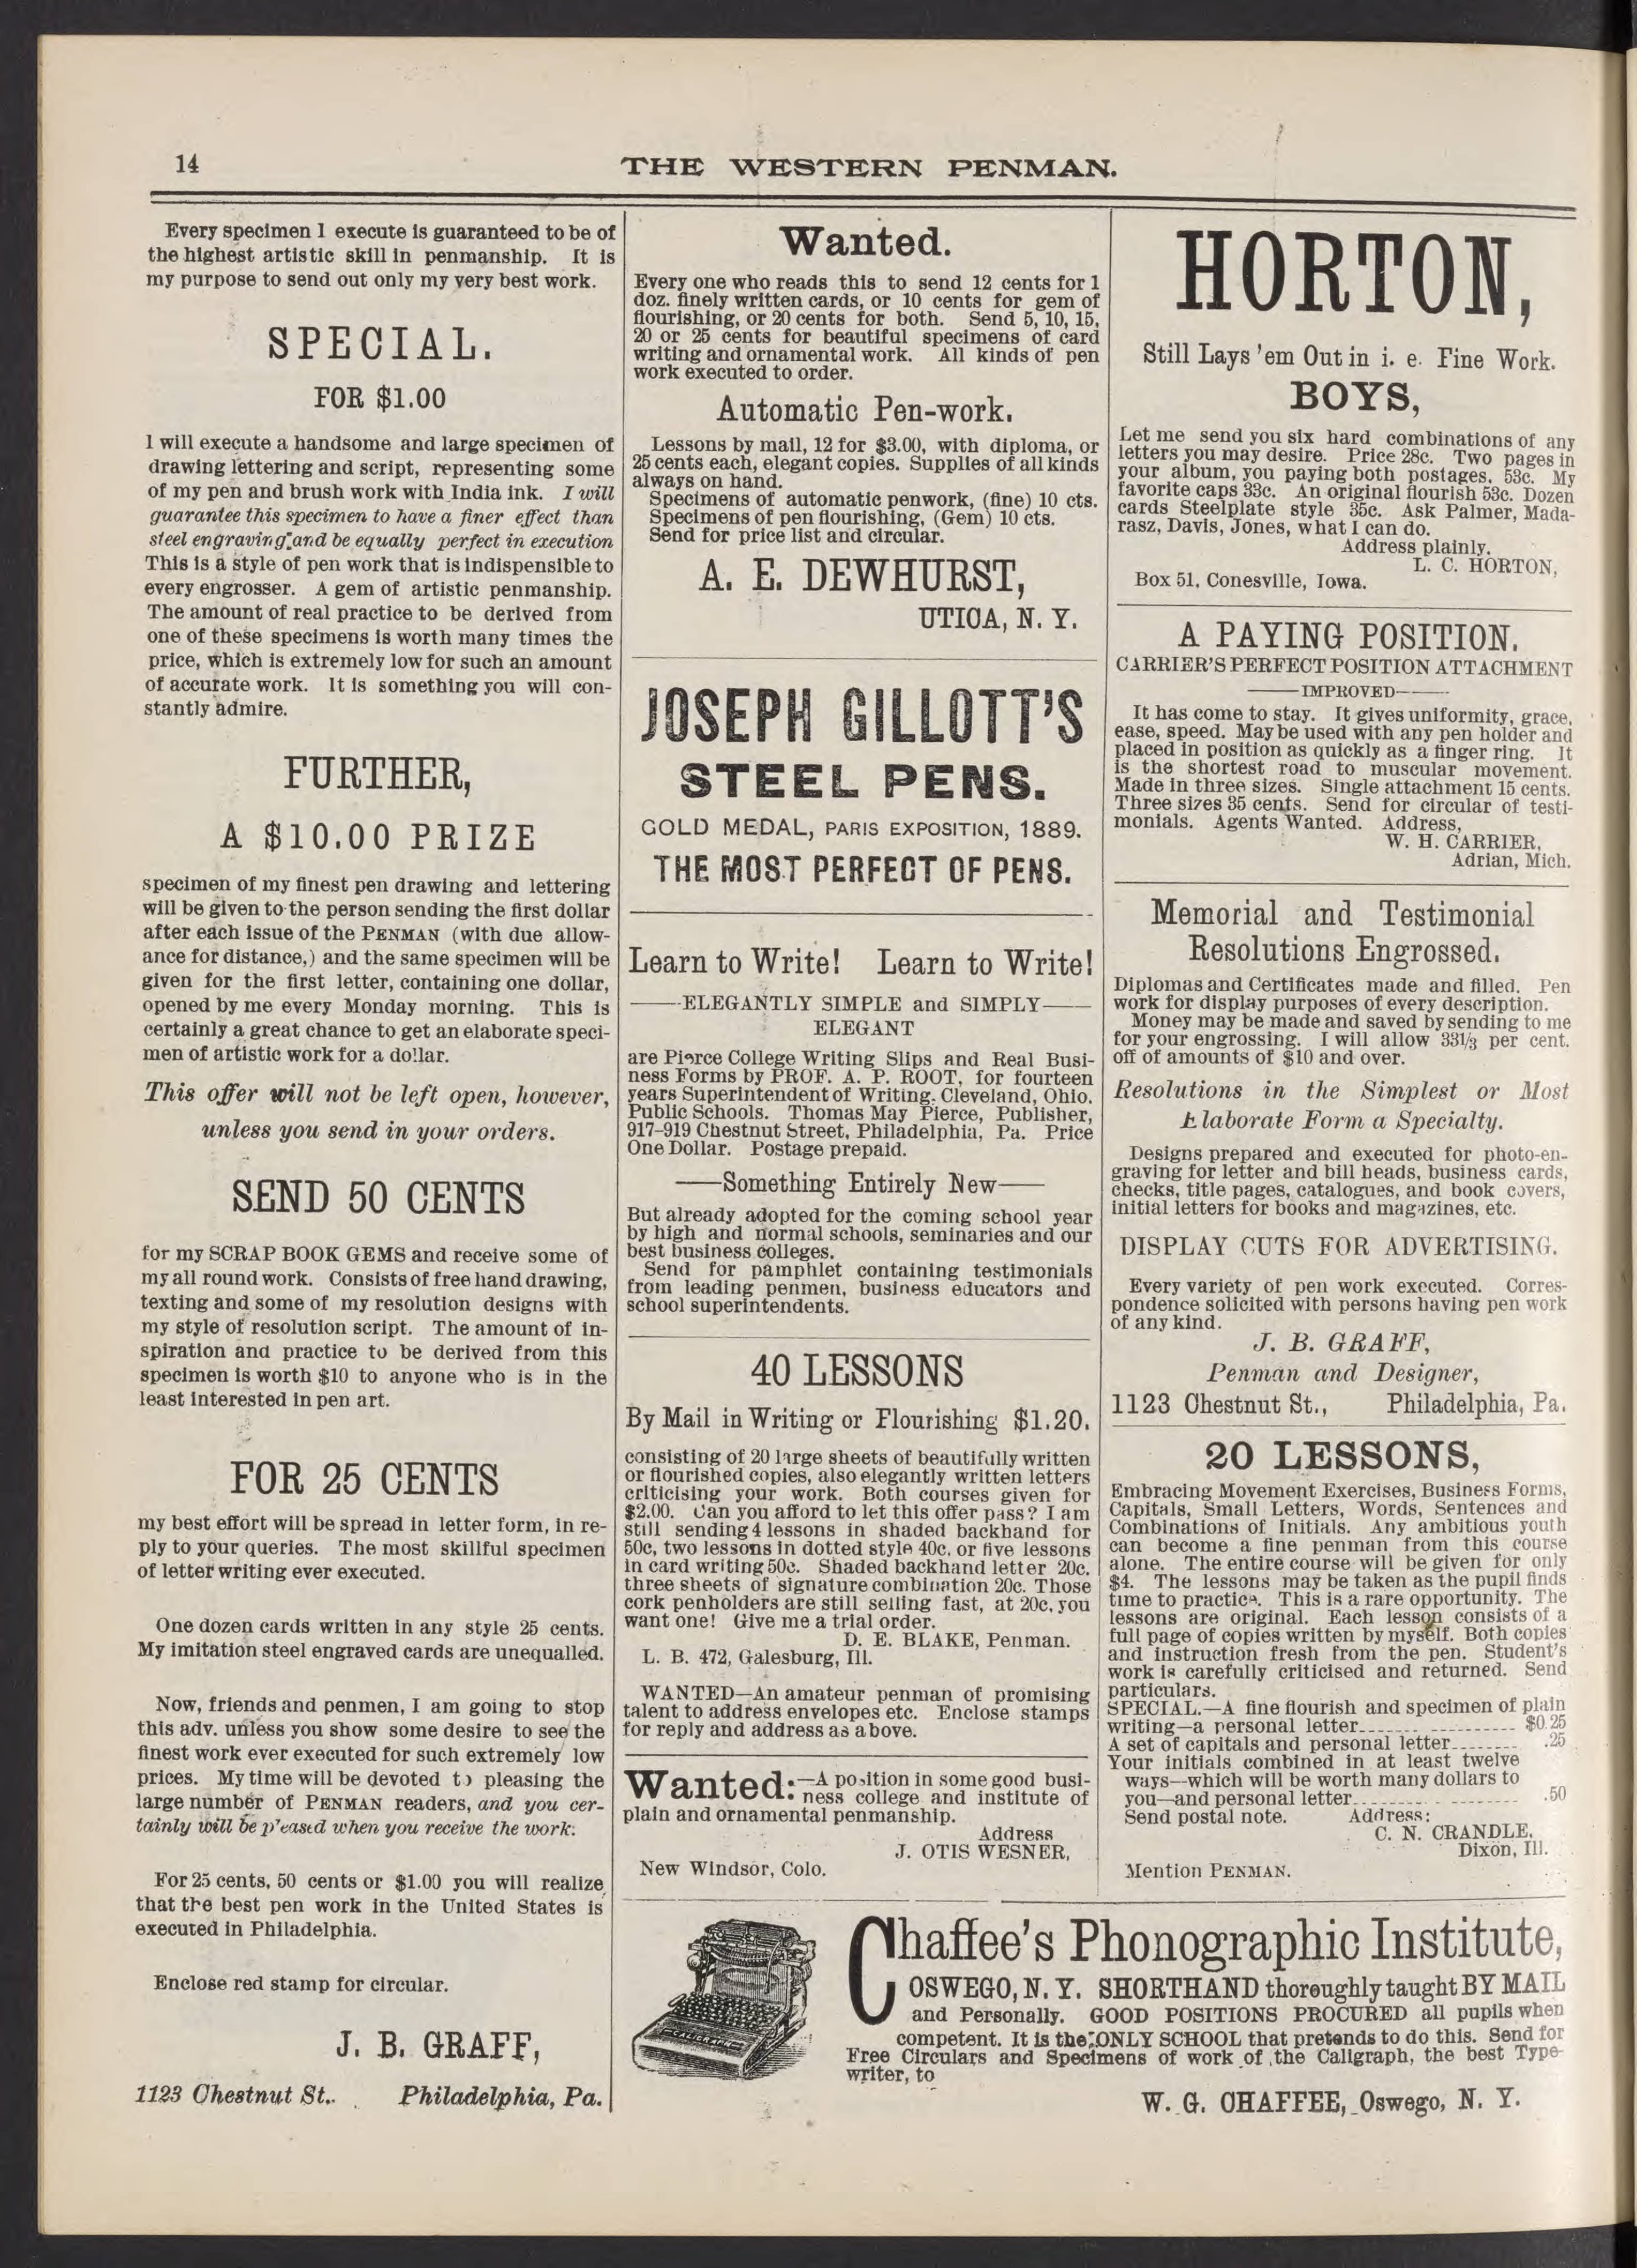 14
THE WESTERN PENMAN.
Every specimen I execute is guaranteed to be of
the highest artistic skill in penmanship. It is
my purpose to send out only my very best work.
SPECIAL.
FOR $1.00
I will execute a handsome and large specimen of
drawing lettering and script, representing some
of my pen and brush work with India ink. I will
guarantee this specimen to have a finer effect than
steel engraving and be equally perfect in execution
This is a style of pen work that is indispensible to
every engrosser. A gem of artistic penmanship.
The amount of real practice to be derived from
one of these specimens is worth many times the
price, which is extremely low for such an amount
of accurate work. It is something you will con-
stantly admire.
FURTHER,
A $10.00 PRIZE
specimen of my finest pen drawing and lettering
will be given to the person sending the first dollar
after each issue of the PENMAN (with due allow-
ance for distance,) and the same specimen will be
given for the first letter, containing one dollar,
opened by me every Monday morning. This is
certainly a great chance to get an elaborate speci-
men of artistic work for a dollar.
This offer will not be left open, however,
unless you send in your orders.
SEND 50 CENTS
for my SCRAP BOOK GEMS and receive some of
my all round work. Consists of free hand drawing,
texting and some of my resolution designs with
my style of resolution script. The amount of in-
spiration and practice to be derived from this
specimen is worth $10 to anyone who is in the
least interested in pen art.
FOR 25 CENTS
my best effort will be spread in letter form, in re-
ply to your queries. The most skillful specimen
of letter writing ever executed.
One dozen cards written in any style 25 cents.
My imitation steel engraved cards are unequalled.
Now, friends and penmen, I am going to stop
this adv. unless you show some desire to see the
finest work ever executed for such extremely low
prices. My time will be devoted to pleasing the
large number of PENMAN readers, and you cer-
tainly will be pleased when you receive the work.
For 25 cents, 50 cents or $1.00 you will realize
that the best pen work in the United States is
executed in Philadelphia.
Enclose red stamp for circular.
J. B. GRAFF,
1123 Chestnut St.. Philadelphia, Pa.
Wanted.
Every one who reads this to send 12 cents for 1
doz. finely written cards, or 10 cents for gem of
flourishing, or 20 cents for both. Send 5, 10, 15,
20 or 25 cents for beautiful specimens of card
writing and ornamental work. All kinds of pen
work executed to order.
Automatic Pen-work.
Lessons by mail, 12 for $3.00, with diploma, or
25 cents each, elegant copies. Supplies of all kinds
always on hand.
Specimens of automatic penwork, (fine) 10 cts.
Specimens of pen flourishing, (Gem) 10 cts.
Send for price list and circular.
A. E. DEWHURST,
UTICA, N. Y.
JOSEPH GILLOTT'S
STEEL PENS.
GOLD MEDAL, PARIS EXPOSITION, 1889.
THE MOST PERFECT OF PENS.
Learn to Write! Learn to Write!
ELEGANTLY SIMPLE and SIMPLY
ELEGANT
are Pierce College Writing Slips and Real Busi-
ness Forms by PROF. A. P. ROOT, for fourteen
years Superintendent of Writing, Cleveland, Ohio.
Public Schools. Thomas May Pierce, Publisher,
917-919 Chestnut Street, Philadelphia, Pa. Price
One Dollar. Postage prepaid.
——Something Entirely New——
But already adopted for the coming school year
by high and normal schools, seminaries and our
best business colleges.
Send for pamphlet containing testimonials
from leading penmen, business educators and
school superintendents.
40 LESSONS
By Mail in Writing or Flourishing $1.20.
consisting of 20 large sheets of beautifully written
or flourished copies, also elegantly written letters
criticising your work. Both courses given for
$2.00. Can you afford to let this offer pass? I am
still sending 4 lessons in shaded backhand for
50c, two lessons in dotted style 40c, or five lessons
in card writing 50c. Shaded backhand letter 20c,
three sheets of signature combination 20c. Those
cork penholders are still selling fast, at 20c, you
want one! Give me a trial order.
D. E. BLAKE, Penman.
L. B. 472, Galesburg, Ill.
WANTED—An amateur penman of promising
talent to address envelopes etc. Enclose stamps
for reply and address as above.
Wanted:—A position in some good busi-
ness college and institute of
plain and ornamental penmanship.
Address
J. OTIS WESNER,
New Windsor, Colo.
HORTON,
Still Lays 'em Out in i. e. Fine Work.
BOYS,
Let me send you six hard combinations of any
letters you may desire. Price 28c. Two pages in
your album, you paying both postages, 53c. My
favorite caps 33c. An original flourish 53c. Dozen
cards Steelplate style 35c. Ask Palmer, Mada-
rasz, Davis, Jones, what I can do.
Address plainly.
L. C. HORTON,
Box 51, Conesville, Iowa.
A PAYING POSITION.
CARRIER'S PERFECT POSITION ATTACHMENT
——IMPROVED——
It has come to stay. It gives uniformity, grace,
ease, speed. May be used with any pen holder and
placed in position as quickly as a finger ring. It
is the shortest road to muscular movement.
Made in three sizes. Single attachment 15 cents.
Three sizes 35 cents. Send for circular of testi-
monials. Agents Wanted. Address,
W. H. CARRIER,
Adrian, Mich.
Memorial and Testimonial
Resolutions Engrossed.
Diplomas and Certificates made and filled. Pen
work for display purposes of every description.
Money may be made and saved by sending to me
for your engrossing. I will allow 33⅓ per cent.
off of amounts of $10 and over.
Resolutions in the Simplest or Most
Elaborate Form a Specialty.
Designs prepared and executed for photo-en-
graving for letter and bill heads, business cards,
checks, title pages, catalogues, and book covers,
initial letters for books and magazines, etc.
DISPLAY CUTS FOR ADVERTISING.
Every variety of pen work executed. Corres-
pondence solicited with persons having pen work
of any kind.
J. B. GRAFF,
Penman and Designer,
1123 Chestnut St., Philadelphia, Pa.
20 LESSONS,
Embracing Movement Exercises, Business Forms,
Capitals, Small Letters, Words, Sentences and
Combinations of Initials. Any ambitious youth
can become a fine penman from this course
alone. The entire course will be given for only
$4. The lessons may be taken as the pupil finds
time to practice. This is a rare opportunity. The
lessons are original. Each lesson consists of a
full page of copies written by myself. Both copies
and instruction fresh from the pen. Student's
work is carefully criticised and returned. Send
particulars.
SPECIAL.—A fine flourish and specimen of plain
writing—a personal letter $0.25
A set of capitals and personal letter .25
Your initials combined in at least twelve
ways—which will be worth many dollars to
you—and personal letter .50
Send postal note. Address:
C. N. CRANDLE,
Dixon, Ill.
Mention PENMAN.
CALIGRAPH
Chaffee's Phonographic Institute,
OSWEGO, N. Y. SHORTHAND thoroughly taught BY MAIL
and Personally. GOOD POSITIONS PROCURED all pupils when
competent. It is the ONLY SCHOOL that pretends to do this. Send for
Free Circulars and Specimens of work of the Caligraph, the best Type-
writer, to
W. G. CHAFFEE, Oswego, N. Y.